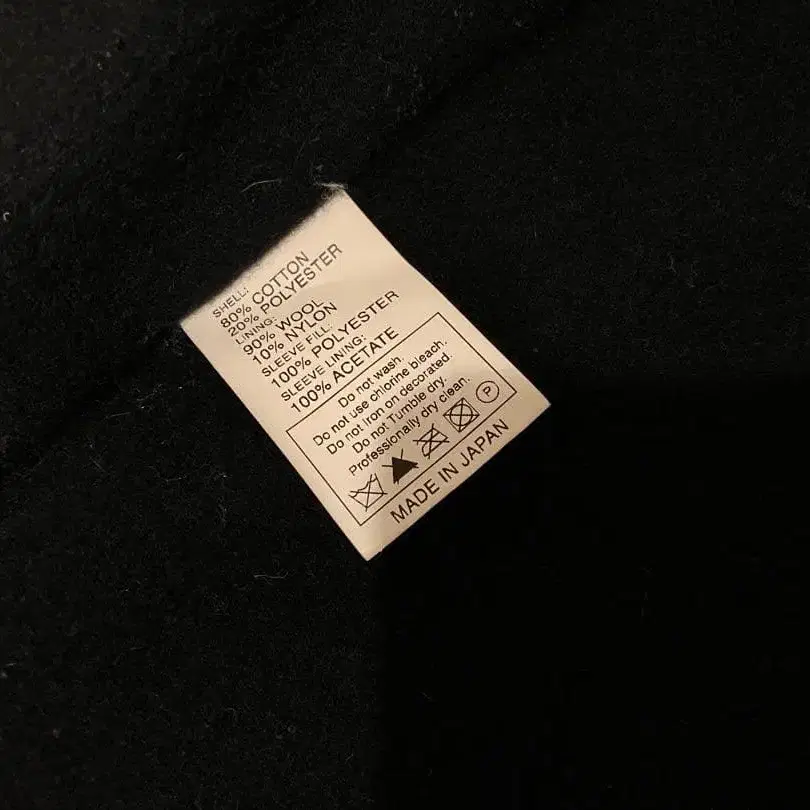 SHELL:
80% COTTON
20% POLYESTER
LINING:
90% WOOL
10% NYLON
SLEEVE FILL:
100% POLYESTER
SLEEVE LINING:
100% ACETATE
Do not wash.
Do not use chlorine bleach.
Do not Iron on decorated.
Do not Tumble dry.
Professionally dry clean.
P
MADE IN JAPAN